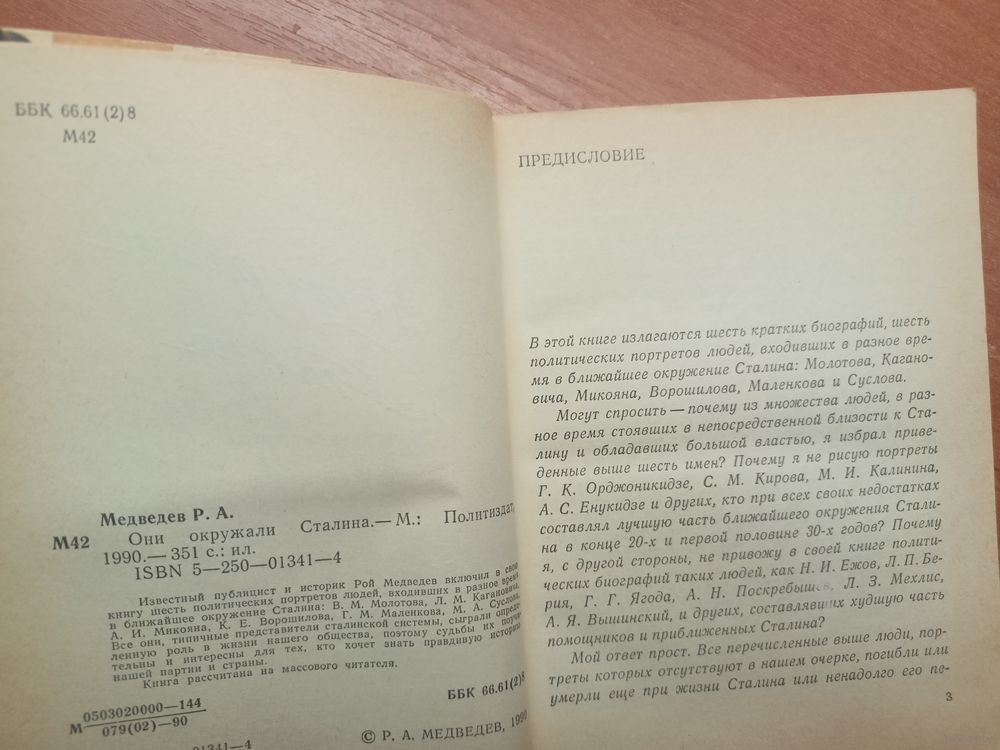 ББК 66.61(2)8
М42
Медведев Р. А.
М42 Они окружали Сталина.— М.: Политиздат,
1990.— 351 с.: ил.
ISBN 5—250—01341—4
Известный публицист и историк Рой Медведев включил в свою
книгу шесть политических портретов людей, входивших в разное время
в ближайшее окружение Сталина: В. М. Молотова, Л. М. Кагановича,
А. И. Микояна, К. Е. Ворошилова, Г. М. Маленкова, М. А. Суслова.
Все они, типичные представители сталинской системы, сыграли опреде-
ленную роль в жизни нашего общества, поэтому судьбы их поучи-
тельны и интересны для тех, кто хочет знать правдивую историю
нашей партии и страны.
Книга рассчитана на массового читателя.
М 0503020000—144
079(02)—90
ББК 66.61(2)8
01341—4
© Р. А. МЕДВЕДЕВ, 1990
ПРЕДИСЛОВИЕ
В этой книге излагаются шесть кратких биографий, шесть
политических портретов людей, входивших в разное вре-
мя в ближайшее окружение Сталина: Молотова, Кагано-
вича, Микояна, Ворошилова, Маленкова и Суслова.
Могут спросить — почему из множества людей, в раз-
ное время стоявших в непосредственной близости к Ста-
лину и обладавших большой властью, я избрал приве-
денные выше шесть имен? Почему я не рисую портреты
Г. К. Орджоникидзе, С. М. Кирова, М. И. Калинина,
А. С. Енукидзе и других, кто при всех своих недостатках
составлял лучшую часть ближайшего окружения Стали-
на в конце 20-х и первой половине 30-х годов? Почему
я, с другой стороны, не привожу в своей книге полити-
ческих биографий таких людей, как Н. И. Ежов, Л. П. Бе-
рия, Г. Г. Ягода, А. Н. Поскребышев, Л. З. Мехлис,
А. Я. Вышинский, и других, составлявших худшую часть
помощников и приближенных Сталина?
Мой ответ прост. Все перечисленные выше люди, пор-
треты которых отсутствуют в нашем очерке, погибли или
умерли еще при жизни Сталина или ненадолго его пе-
3